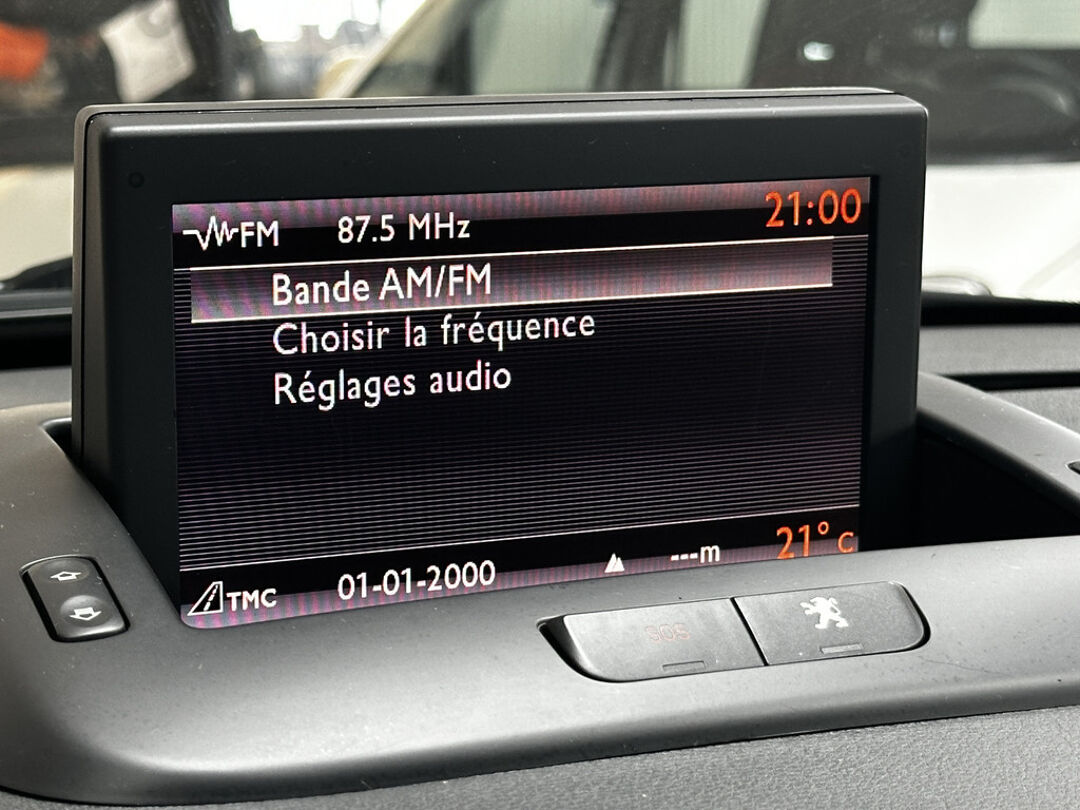 FM 87.5 MHz 21:00
Bande AM/FM
Choisir la fréquence
Réglages audio
TMC 01-01-2000 ---m 21° C
SOS